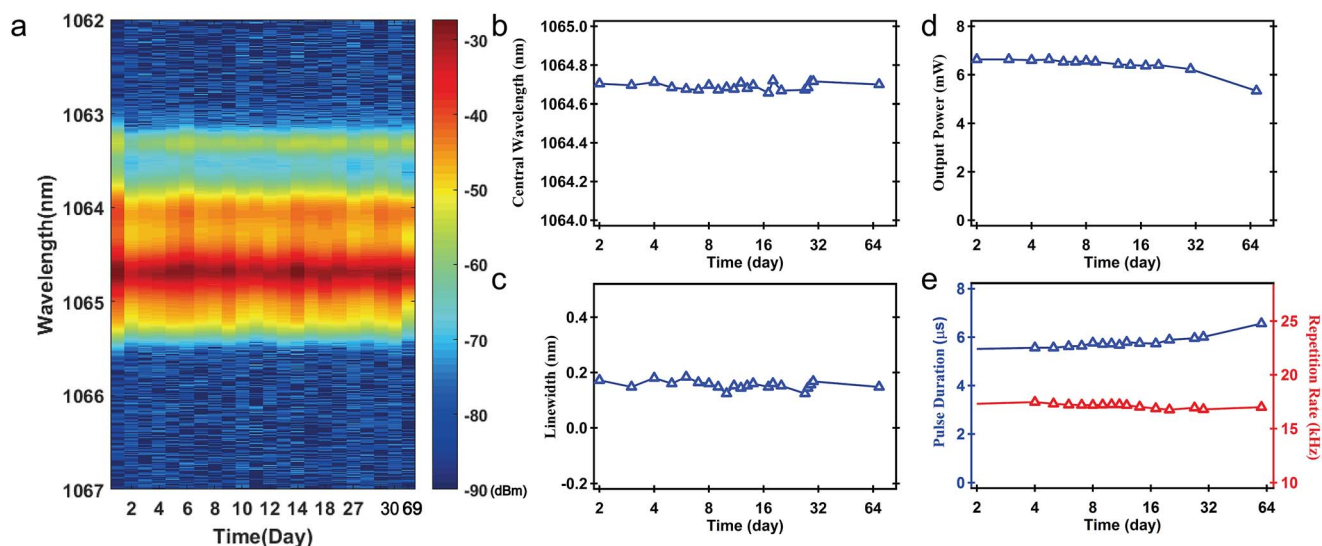 a
1062
1063
1064
1065
1066
1067
Wavelength(nm)
2 4 6 8 10 12 14 18 27 30 69
Time(Day)
-30
-40
-50
-60
-70
-80
-90 (dBm)
b
1065.0
1064.8
1064.6
1064.4
1064.2
1064.0
Central Wavelength (nm)
2 4 8 16 32 64
Time (day)
c
0.4
0.2
0.0
-0.2
Linewidth (nm)
2 4 8 16 32 64
Time (day)
d
8
6
4
2
0
Output Power (mW)
2 4 8 16 32 64
Time (day)
e
8
6
4
2
0
Pulse Duration (μs)
25
20
15
10
Repetition Rate (kHz)
2 4 8 16 32 64
Time (day)